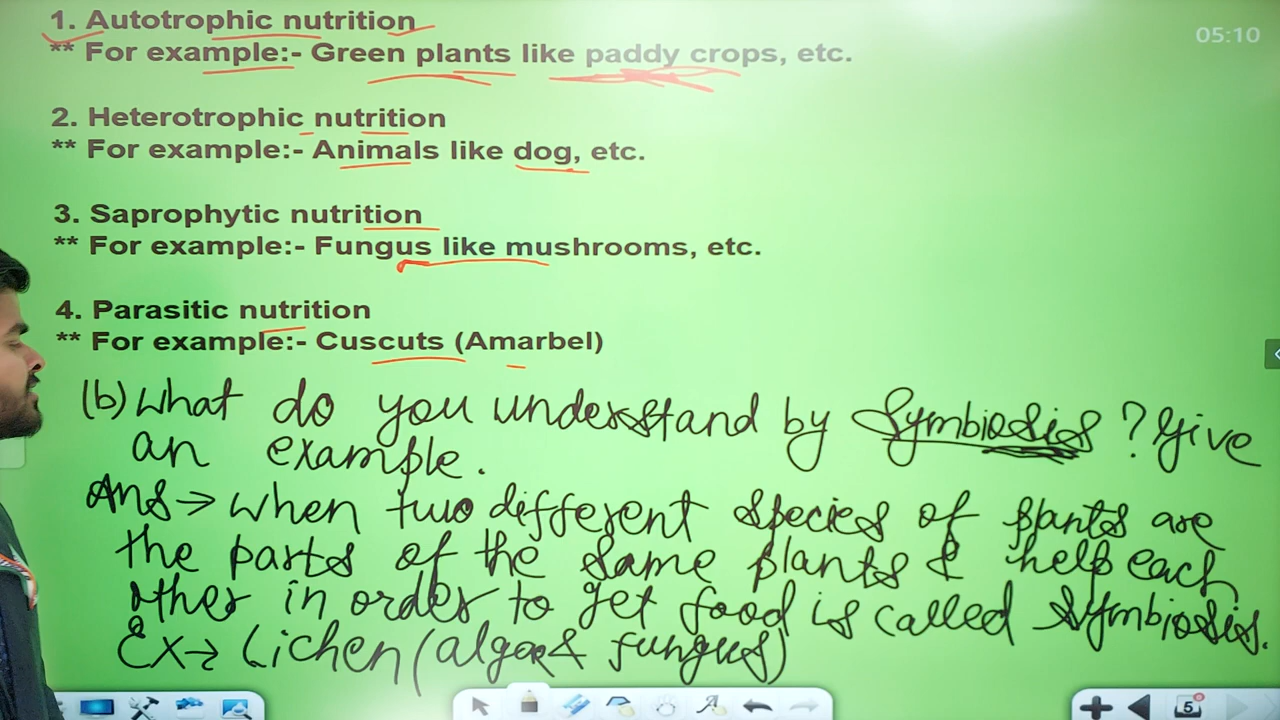 1. Autotrophic nutrition
05:10
** For example:- Green plants like paddy crops, etc.
2. Heterotrophic nutrition
** For example:- Animals like dog, etc.
3. Saprophytic nutrition
** For example:- Fungus like mushrooms, etc.
4. Parasitic nutrition
** For example:- Cuscuts (Amarbel)
(b) What do you understand by Symbiosis ? Give
an example.
Ans → When two different species of plants are
the parts of the same plants & help each
other in order to get food is called Symbiosis.
Ex → Lichen (algae & fungus)
5